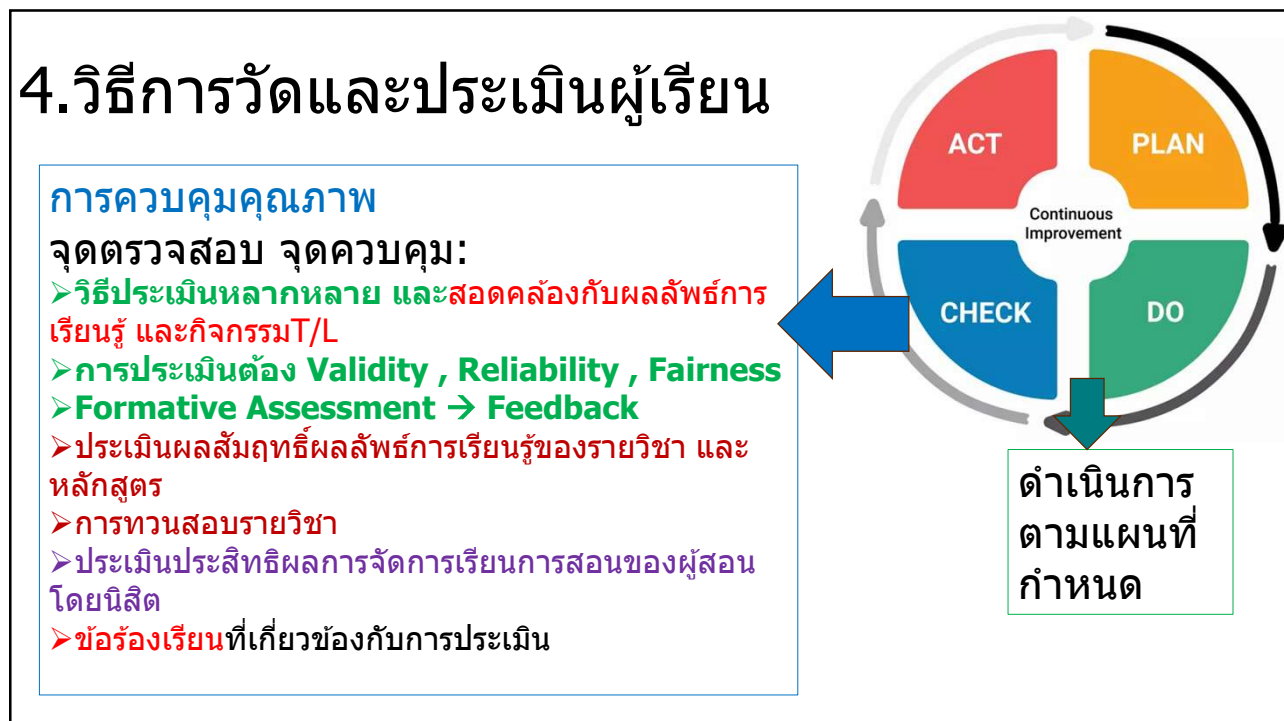 4.วิธีการวัดและประเมินผู้เรียน
การควบคุมคุณภาพ
จุดตรวจสอบ จุดควบคุม:
➢วิธีประเมินหลากหลาย และสอดคล้องกับผลลัพธ์การ
เรียนรู้ และกิจกรรมT/L
➢การประเมินต้อง Validity , Reliability , Fairness
➢Formative Assessment → Feedback
➢ประเมินผลสัมฤทธิ์ผลลัพธ์การเรียนรู้ของรายวิชา และ
หลักสูตร
➢การทวนสอบรายวิชา
➢ประเมินประสิทธิผลการจัดการเรียนการสอนของผู้สอน
โดยนิสิต
➢ข้อร้องเรียนที่เกี่ยวข้องกับการประเมิน
ACT
PLAN
Continuous
Improvement
CHECK
DO
ดำเนินการ
ตามแผนที่
กำหนด